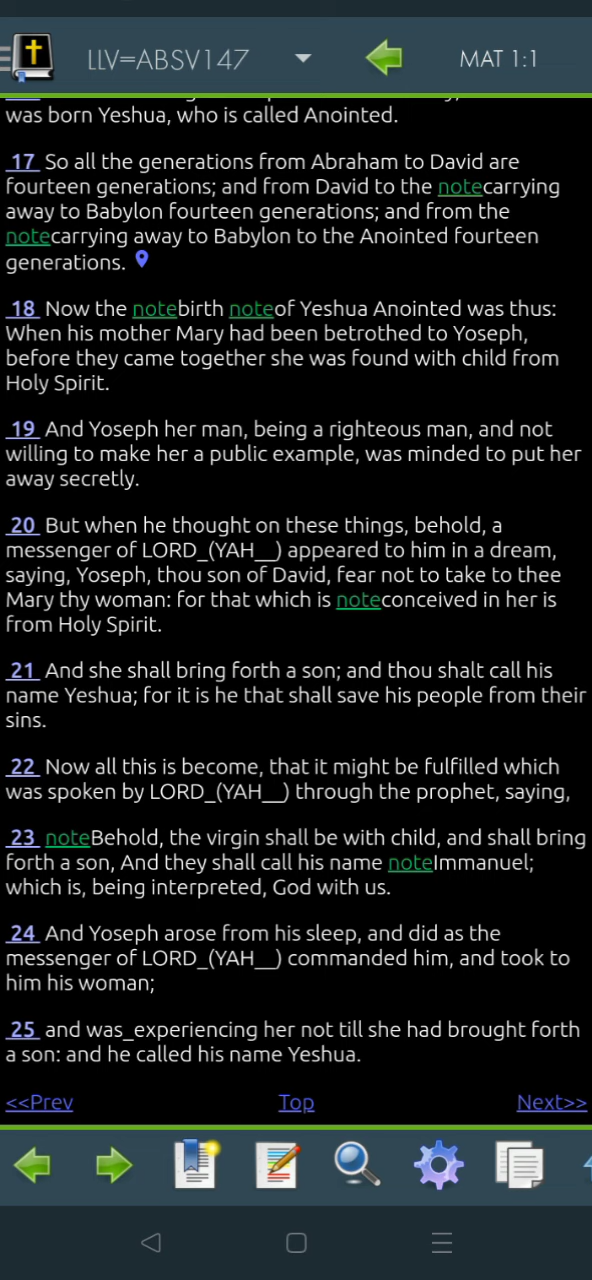 LLV=ABSV147 MAT 1:1
was born Yeshua, who is called Anointed.
17 So all the generations from Abraham to David are
fourteen generations; and from David to the notecarrying
away to Babylon fourteen generations; and from the
notecarrying away to Babylon to the Anointed fourteen
generations.
18 Now the notebirth noteof Yeshua Anointed was thus:
When his mother Mary had been betrothed to Yoseph,
before they came together she was found with child from
Holy Spirit.
19 And Yoseph her man, being a righteous man, and not
willing to make her a public example, was minded to put her
away secretly.
20 But when he thought on these things, behold, a
messenger of LORD_(YAH__) appeared to him in a dream,
saying, Yoseph, thou son of David, fear not to take to thee
Mary thy woman: for that which is noteconceived in her is
from Holy Spirit.
21 And she shall bring forth a son; and thou shalt call his
name Yeshua; for it is he that shall save his people from their
sins.
22 Now all this is become, that it might be fulfilled which
was spoken by LORD_(YAH__) through the prophet, saying,
23 noteBehold, the virgin shall be with child, and shall bring
forth a son, And they shall call his name noteImmanuel;
which is, being interpreted, God with us.
24 And Yoseph arose from his sleep, and did as the
messenger of LORD_(YAH__) commanded him, and took to
him his woman;
25 and was_experiencing her not till she had brought forth
a son: and he called his name Yeshua.
<<Prev Top Next>>